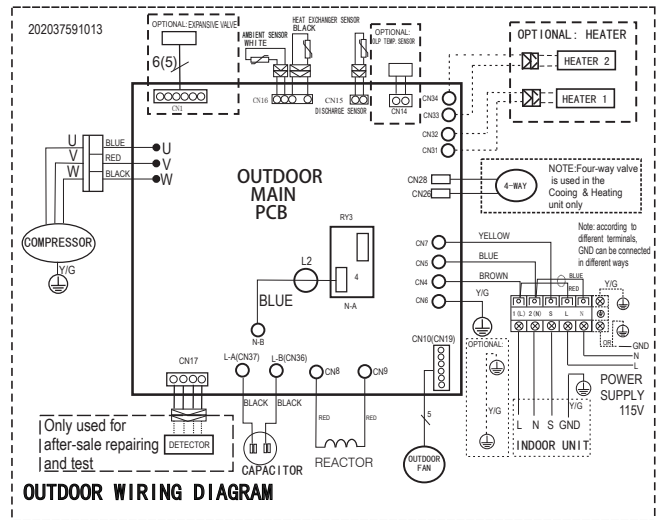 202037591013
OPTIONAL: EXPANSIVE VALVE
6(5)
CN1
AMBIENT SENSOR
WHITE
HEAT EXCHANGER SENSOR
BLACK
CN16
CN15
DISCHARGE SENSOR
OPTIONAL:
OLP TEMP. SENSOR
CN14
CN34
CN33
CN32
CN31
OPTIONAL: HEATER
HEATER 2
HEATER 1
U
V
W
BLUE
RED
BLACK
U
V
W
COMPRESSOR
Y/G
OUTDOOR
MAIN
PCB
RY3
4
N-A
L2
BLUE
N-B
CN28
CN26
4-WAY
NOTE:Four-way valve
is used in the
Cooing & Heating
unit only
Note: according to
different terminals,
GND can be connected
in different ways
CN7
YELLOW
CN5
BLUE
CN4
BROWN
CN6
Y/G
BLUE
RED
1(L) 2(N) S L N
Y/G
Y/G
OR
GND
N
L
POWER
SUPPLY
115V
OPTIONAL:
Y/G
Y/G
L N S GND
INDOOR UNIT
CN10(CN19)
5
OUTDOOR
FAN
CN17
L-A(CN37)
L-B(CN36)
CN8
CN9
BLACK
BLACK
RED
RED
CAPACITOR
REACTOR
Only used for
after-sale repairing
and test
DETECTOR
OUTDOOR WIRING DIAGRAM